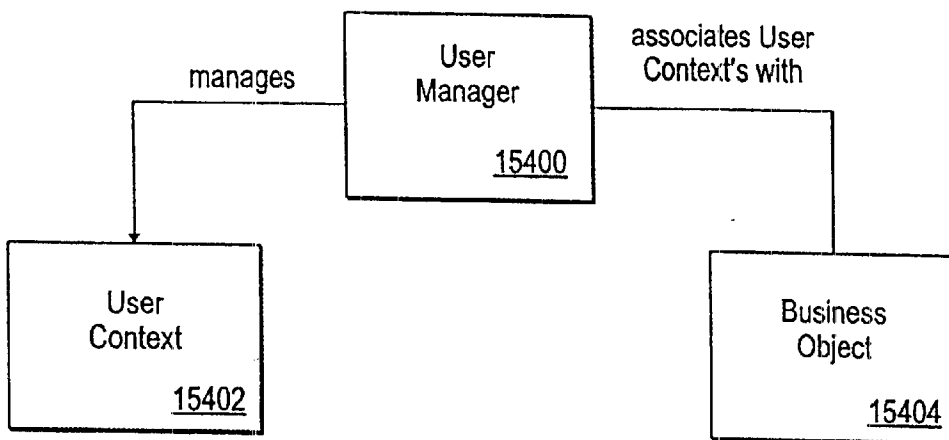 manages
User
Manager
15400
associates User
Context's with
User
Context
15402
Business
Object
15404